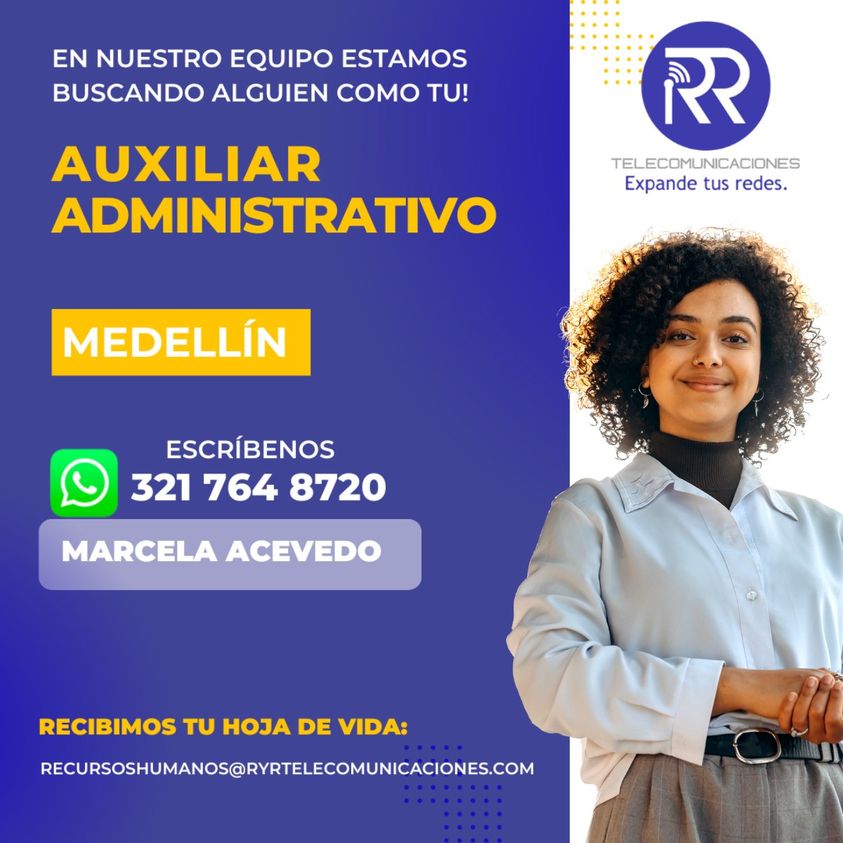 EN NUESTRO EQUIPO ESTAMOS
BUSCANDO ALGUIEN COMO TU!
AUXILIAR
ADMINISTRATIVO
MEDELLÍN
ESCRÍBENOS
321 764 8720
MARCELA ACEVEDO
RECIBIMOS TU HOJA DE VIDA:
RECURSOSHUMANOS@RYRTELECOMUNICACIONES.COM
RR
TELECOMUNICACIONES
Expande tus redes.